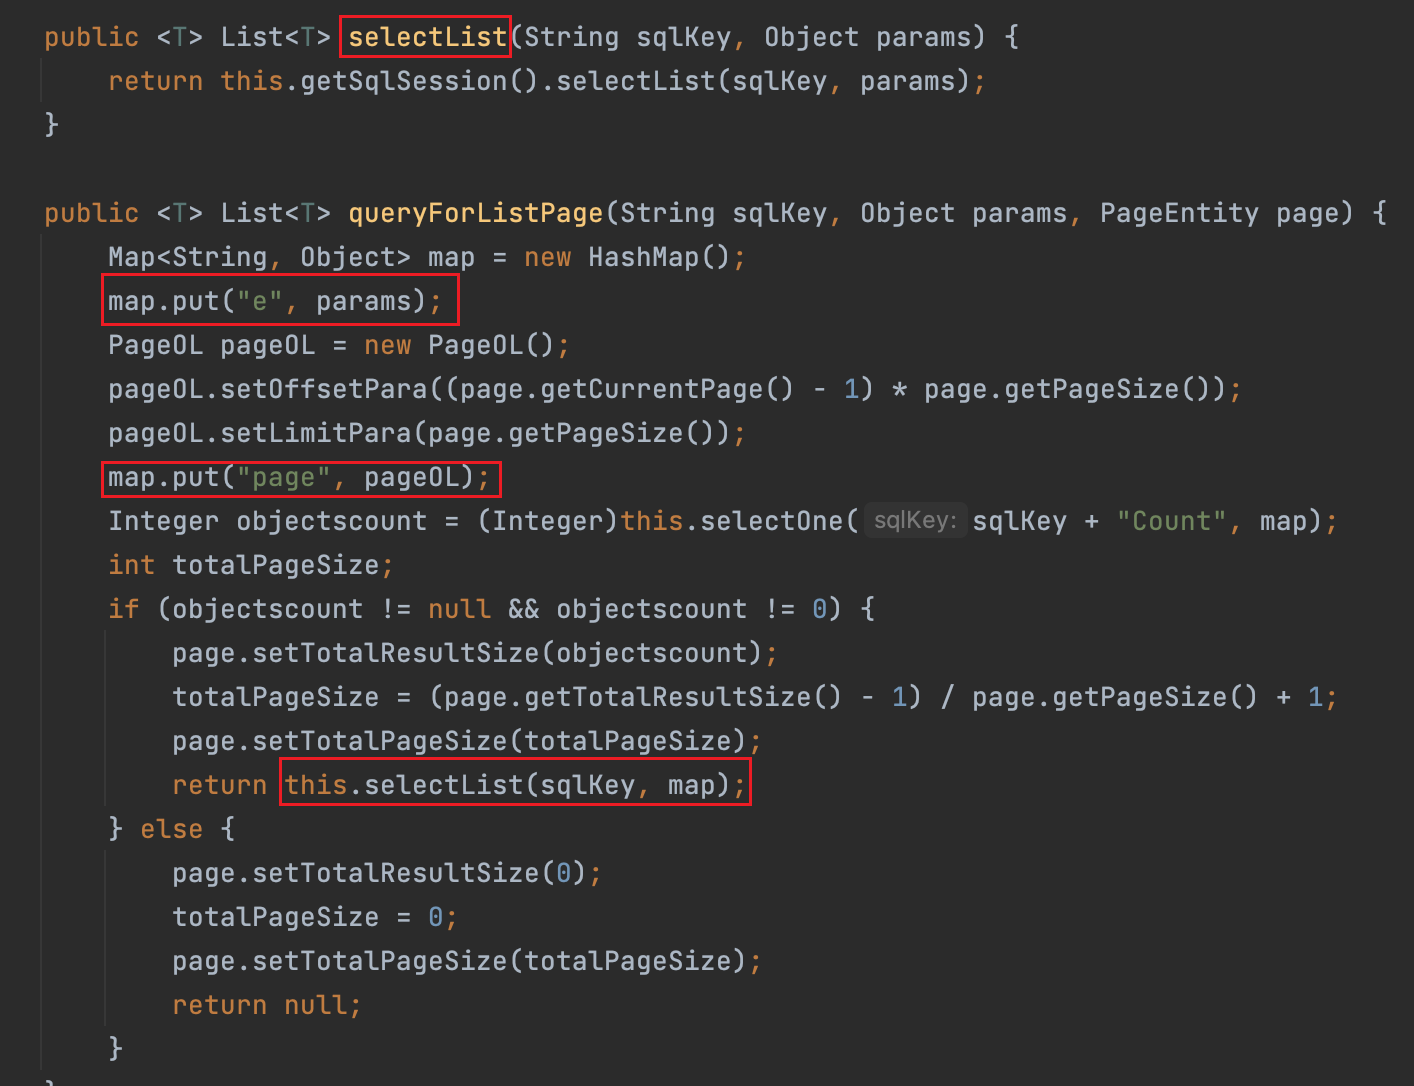 public <T> List<T> selectList(String sqlKey, Object params) {
    return this.getSqlSession().selectList(sqlKey, params);
}
public <T> List<T> queryForListPage(String sqlKey, Object params, PageEntity page) {
    Map<String, Object> map = new HashMap();
    map.put("e", params);
    PageOL pageOL = new PageOL();
    pageOL.setOffsetPara((page.getCurrentPage() - 1) * page.getPageSize());
    pageOL.setLimitPara(page.getPageSize());
    map.put("page", pageOL);
    Integer objectscount = (Integer)this.selectOne( sqlKey: sqlKey + "Count", map);
    int totalPageSize;
    if (objectscount != null && objectscount != 0) {
        page.setTotalResultSize(objectscount);
        totalPageSize = (page.getTotalResultSize() - 1) / page.getPageSize() + 1;
        page.setTotalPageSize(totalPageSize);
        return this.selectList(sqlKey, map);
    } else {
        page.setTotalResultSize(0);
        totalPageSize = 0;
        page.setTotalPageSize(totalPageSize);
        return null;
    }
}